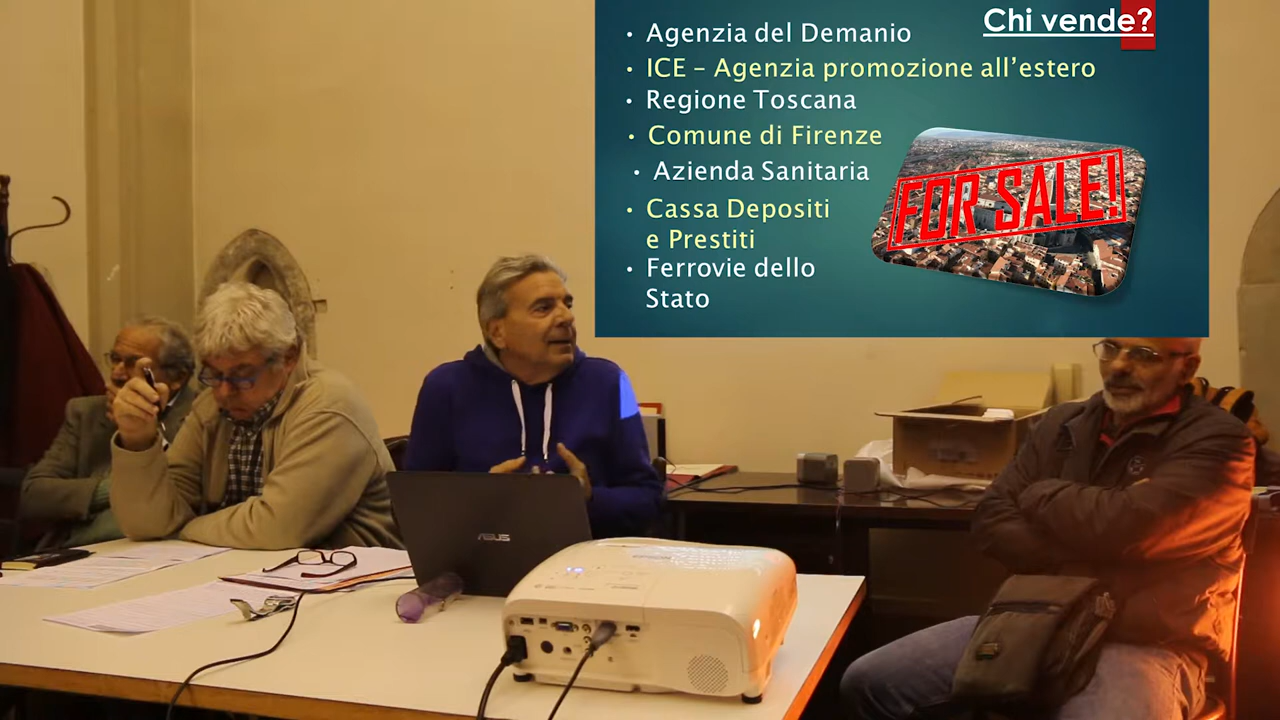 Chi vende?
• Agenzia del Demanio
• ICE – Agenzia promozione all'estero
• Regione Toscana
• Comune di Firenze
• Azienda Sanitaria
• Cassa Depositi
e Prestiti
• Ferrovie dello
Stato
FOR SALE!
ASUS